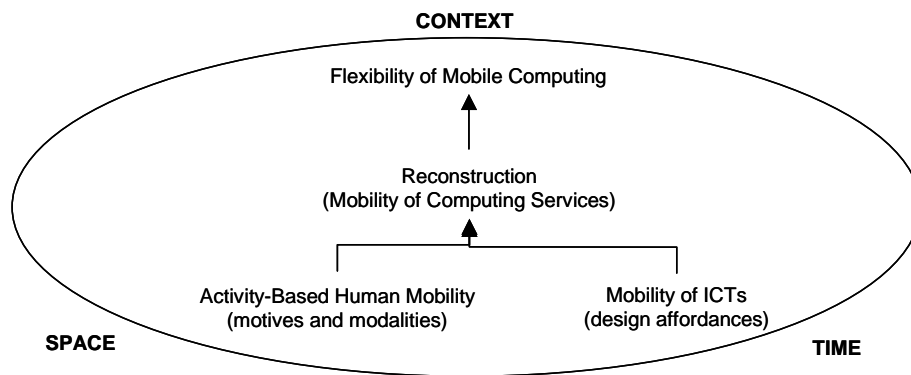 CONTEXT
Flexibility of Mobile Computing
Reconstruction
(Mobility of Computing Services)
Activity-Based Human Mobility
(motives and modalities)
Mobility of ICTs
(design affordances)
SPACE
TIME